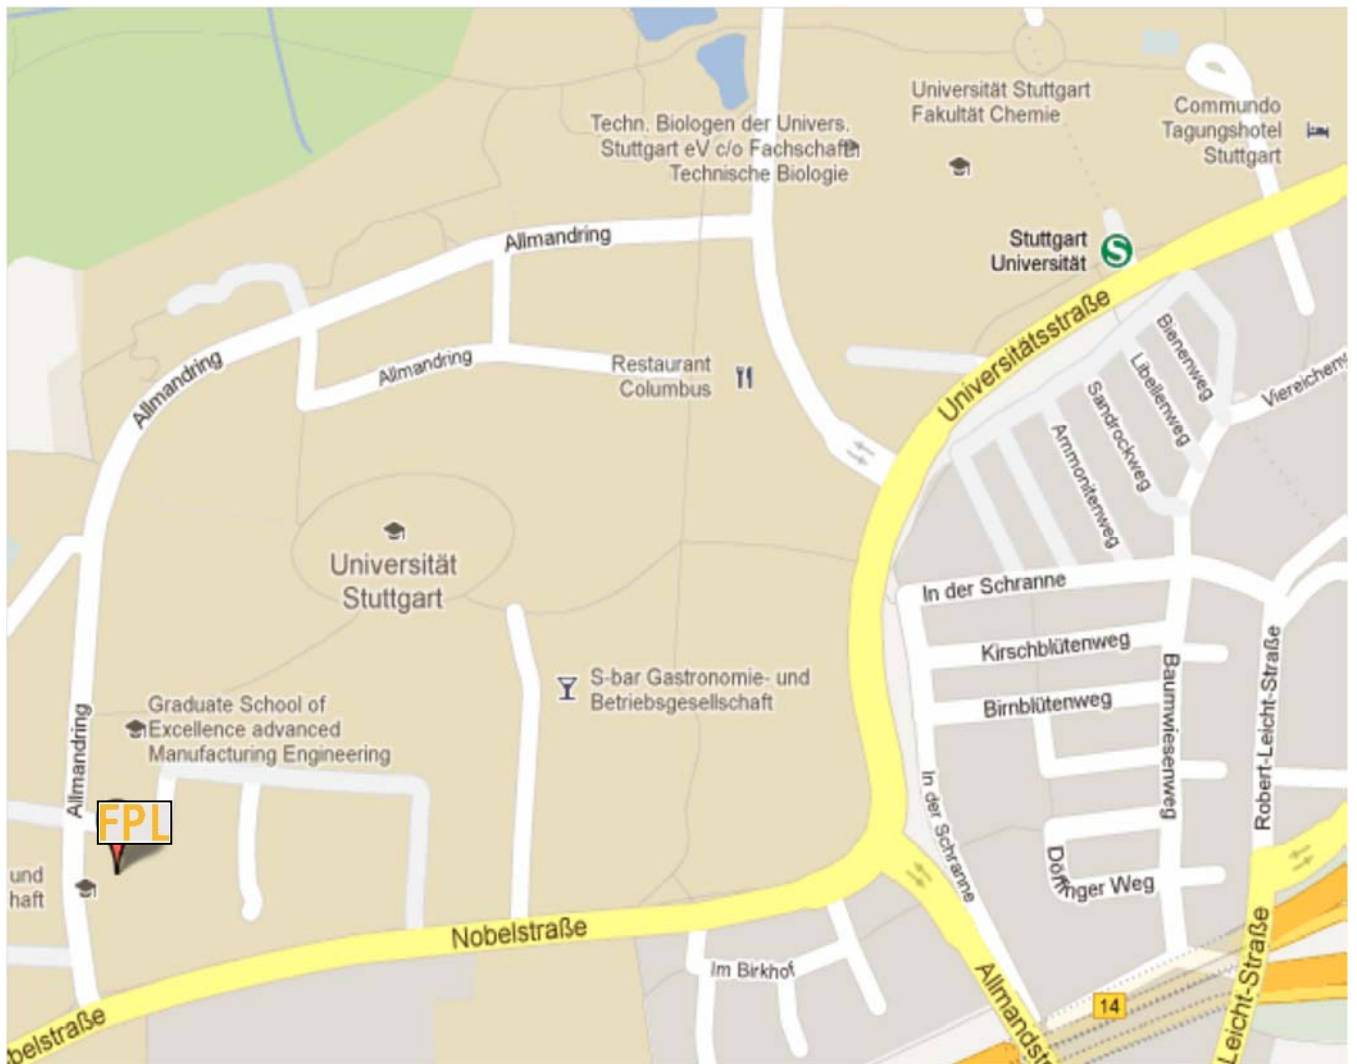 Universität Stuttgart
Fakultät Chemie
Commundo
Tagungshotel
Stuttgart
Techn. Biologen der Univers.
Stuttgart eV c/o Fachschaft
Technische Biologie
Allmandring
Stuttgart
Universität
S
Universitätsstraße
Bienenweg
Libellenweg
Sandrockweg
Ammonitenweg
Allmandring
Allmandring
Restaurant
Columbus
Universität
Stuttgart
In der Schranne
Kirschblütenweg
Birnblütenweg
Baumwiesenweg
Robert-Leicht-Straße
S-bar Gastronomie- und
Betriebsgesellschaft
Graduate School of
Excellence advanced
Manufacturing Engineering
Allmandring
FPL
In der Schranne
und
haft
Nobelstraße
Im Birkhof
Allmandstr
14
Leicht-Straße
belstraße